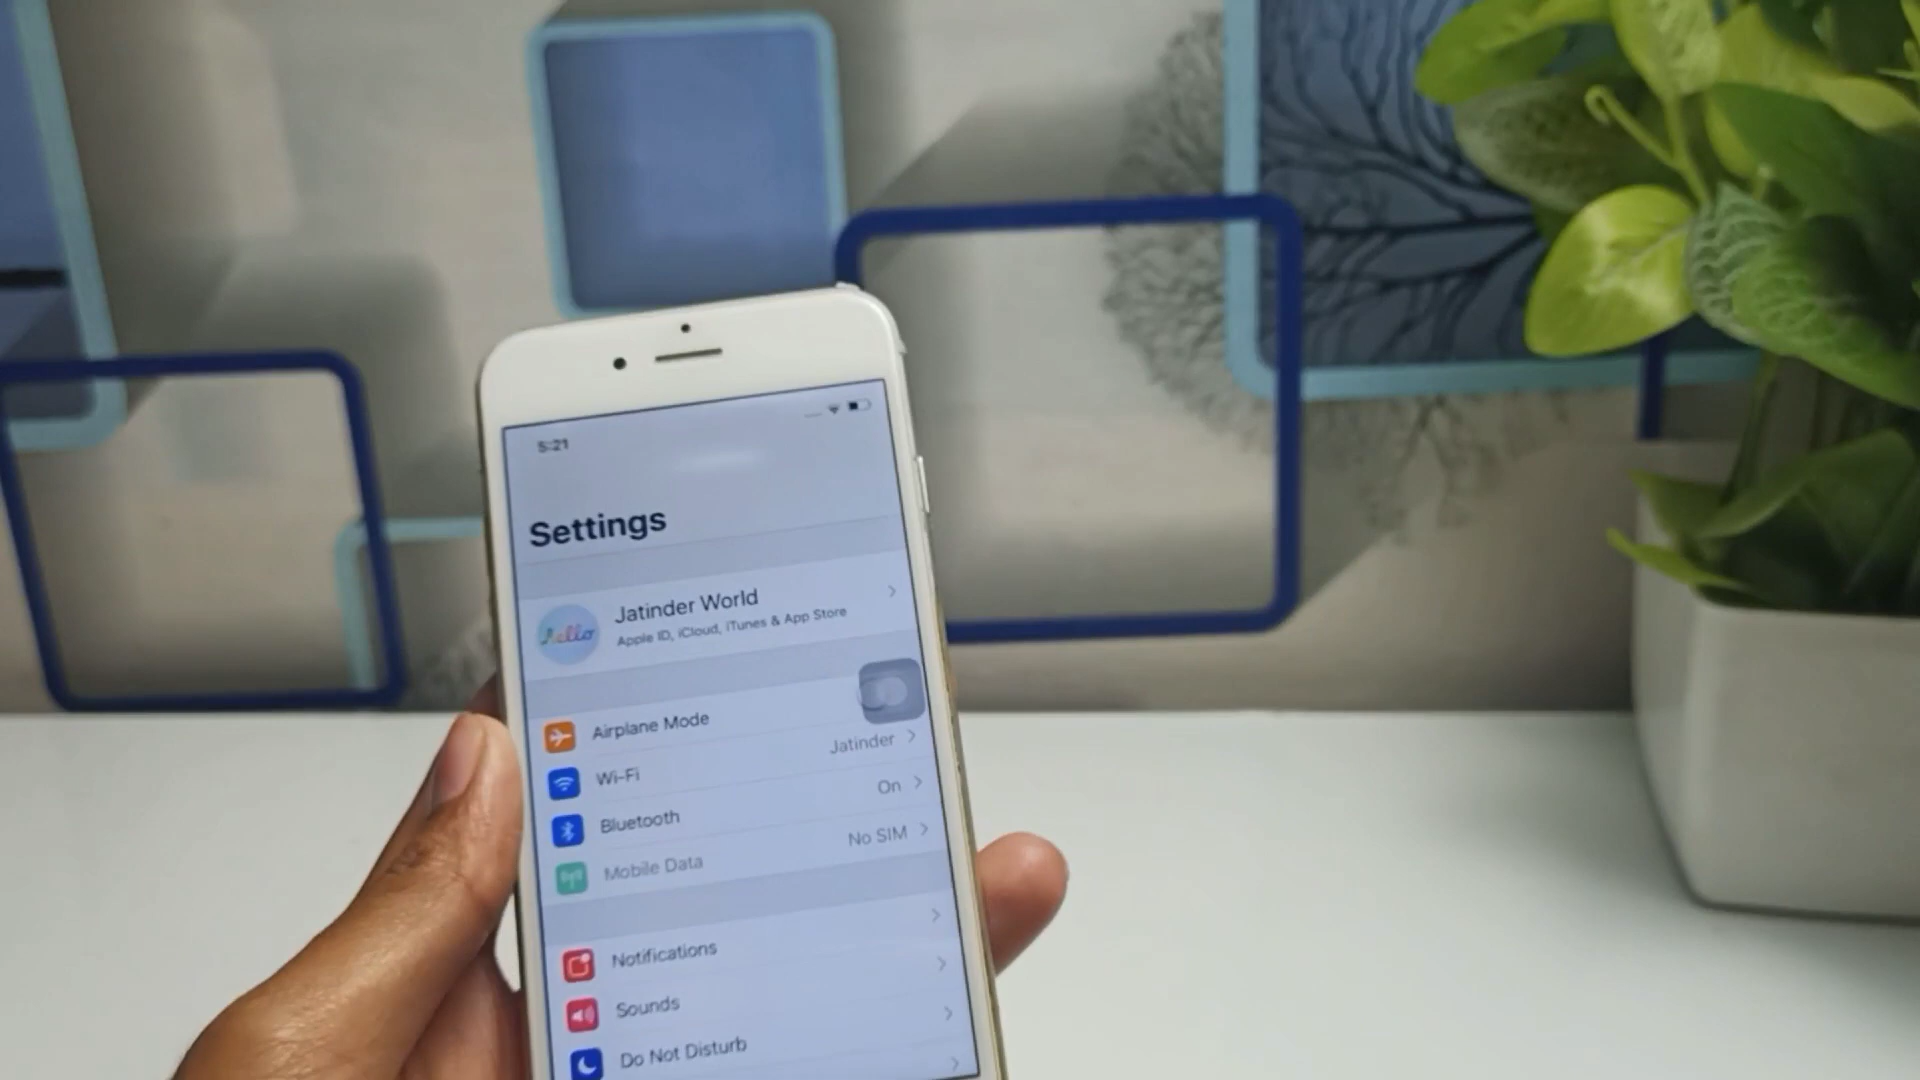 5:21
Settings
hello
Jatinder World
Apple ID, iCloud, iTunes & App Store
Airplane Mode
Wi-Fi
Jatinder
Bluetooth
On
Mobile Data
No SIM
Notifications
Sounds
Do Not Disturb